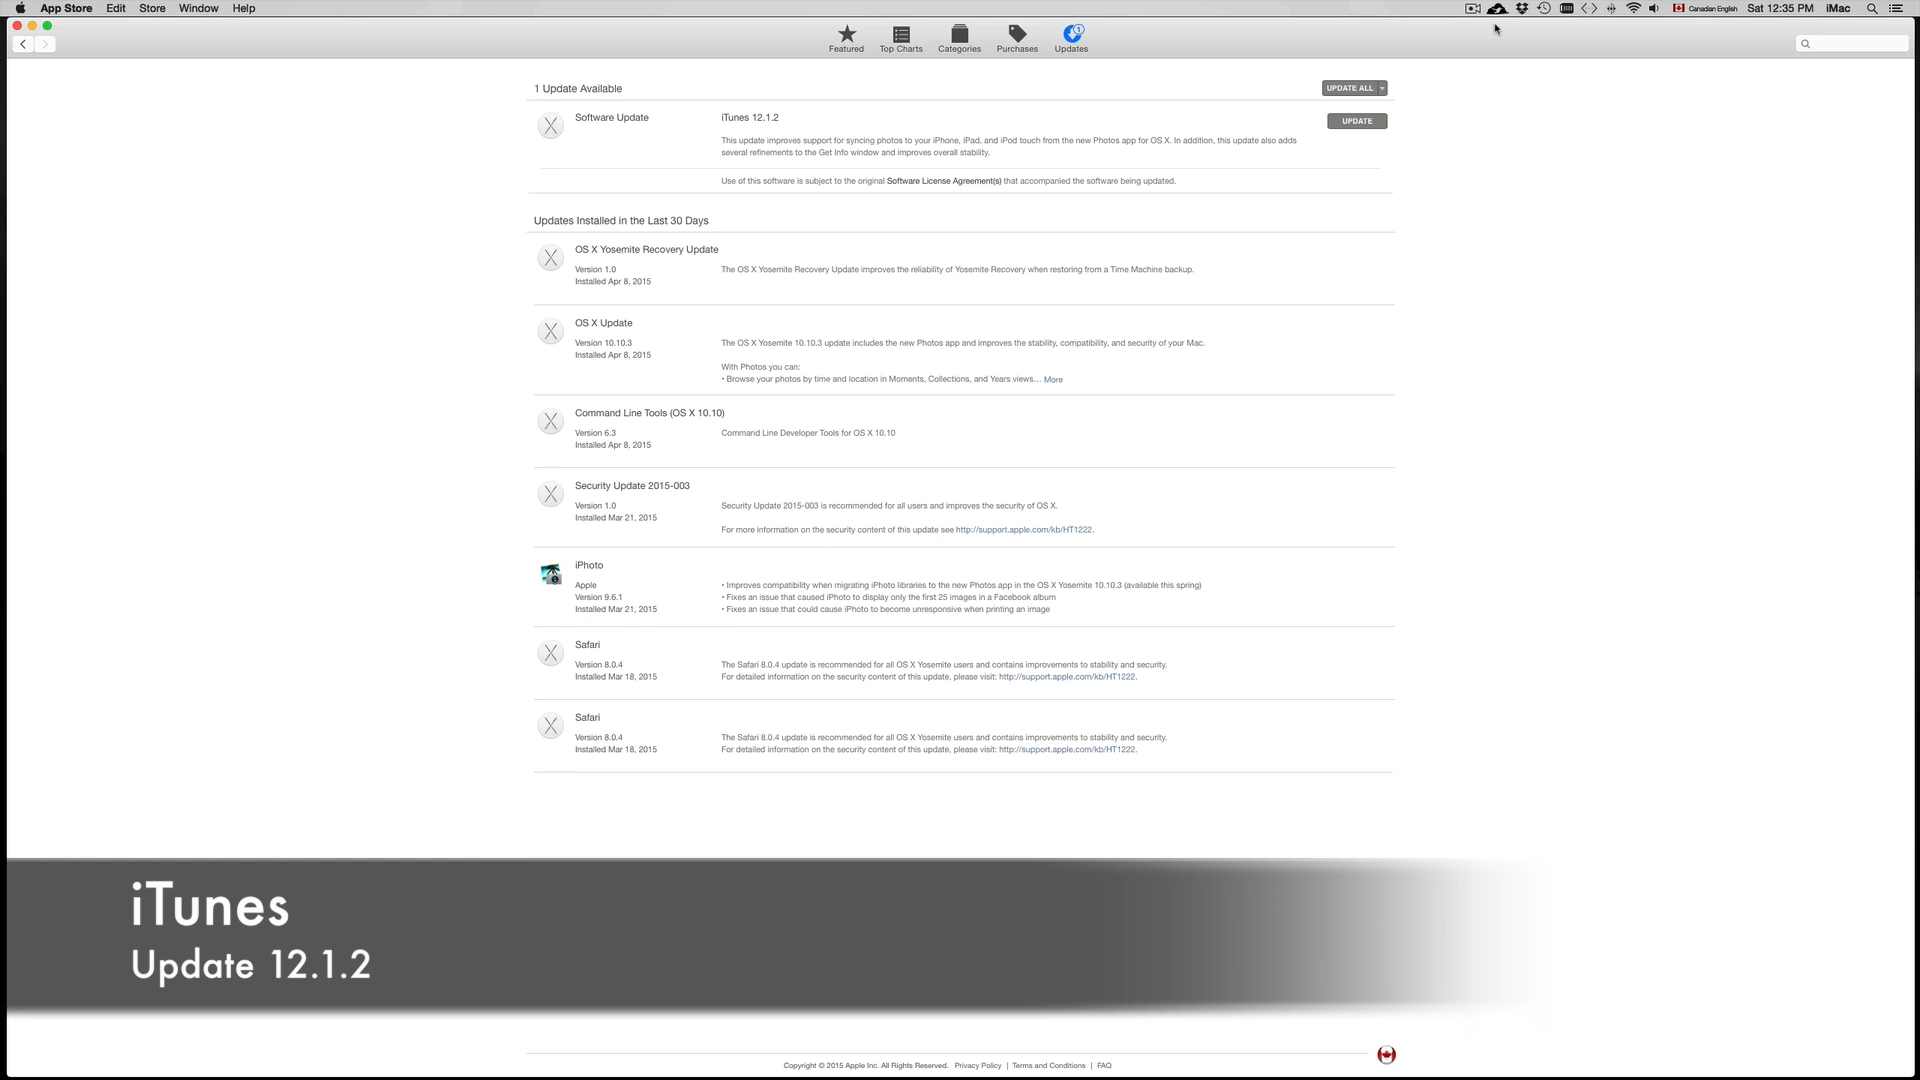 App Store Edit Store Window Help
Canadian English Sat 12:35 PM iMac
Featured Top Charts Categories Purchases Updates
1
1 Update Available
UPDATE ALL
Software Update
iTunes 12.1.2
UPDATE
This update improves support for syncing photos to your iPhone, iPad, and iPod touch from the new Photos app for OS X. In addition, this update also adds
several refinements to the Get Info window and improves overall stability.
Use of this software is subject to the original Software License Agreement(s) that accompanied the software being updated.
Updates Installed in the Last 30 Days
OS X Yosemite Recovery Update
Version 1.0
Installed Apr 8, 2015
The OS X Yosemite Recovery Update improves the reliability of Yosemite Recovery when restoring from a Time Machine backup.
OS X Update
Version 10.10.3
Installed Apr 8, 2015
The OS X Yosemite 10.10.3 update includes the new Photos app and improves the stability, compatibility, and security of your Mac.
With Photos you can:
• Browse your photos by time and location in Moments, Collections, and Years views... More
Command Line Tools (OS X 10.10)
Version 6.3
Installed Apr 8, 2015
Command Line Developer Tools for OS X 10.10
Security Update 2015-003
Version 1.0
Installed Mar 21, 2015
Security Update 2015-003 is recommended for all users and improves the security of OS X.
For more information on the security content of this update see http://support.apple.com/kb/HT1222.
iPhoto
Apple
Version 9.6.1
Installed Mar 21, 2015
• Improves compatibility when migrating iPhoto libraries to the new Photos app in the OS X Yosemite 10.10.3 (available this spring)
• Fixes an issue that caused iPhoto to display only the first 25 images in a Facebook album
• Fixes an issue that could cause iPhoto to become unresponsive when printing an image
Safari
Version 8.0.4
Installed Mar 18, 2015
The Safari 8.0.4 update is recommended for all OS X Yosemite users and contains improvements to stability and security.
For detailed information on the security content of this update, please visit: http://support.apple.com/kb/HT1222.
Safari
Version 8.0.4
Installed Mar 18, 2015
The Safari 8.0.4 update is recommended for all OS X Yosemite users and contains improvements to stability and security.
For detailed information on the security content of this update, please visit: http://support.apple.com/kb/HT1222.
iTunes
Update 12.1.2
Copyright © 2015 Apple Inc. All Rights Reserved. Privacy Policy | Terms and Conditions | FAQ